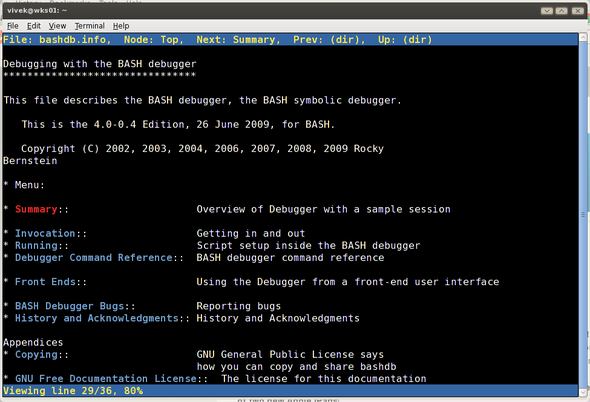 vivek@wks01: ~
File Edit View Terminal Help
File: bashdb.info,  Node: Top,  Next: Summary,  Prev: (dir),  Up: (dir)
Debugging with the BASH debugger
********************************
This file describes the BASH debugger, the BASH symbolic debugger.
This is the 4.0-0.4 Edition, 26 June 2009, for BASH.
Copyright (C) 2002, 2003, 2004, 2006, 2007, 2008, 2009 Rocky
Bernstein
* Menu:
* Summary:: Overview of Debugger with a sample session
* Invocation:: Getting in and out
* Running:: Script setup inside the BASH debugger
* Debugger Command Reference:: BASH debugger command reference
* Front Ends:: Using the Debugger from a front-end user interface
* BASH Debugger Bugs:: Reporting bugs
* History and Acknowledgments:: History and Acknowledgments
Appendices
* Copying:: GNU General Public License says
how you can copy and share bashdb
* GNU Free Documentation License:: The license for this documentation
Viewing line 29/36, 80%